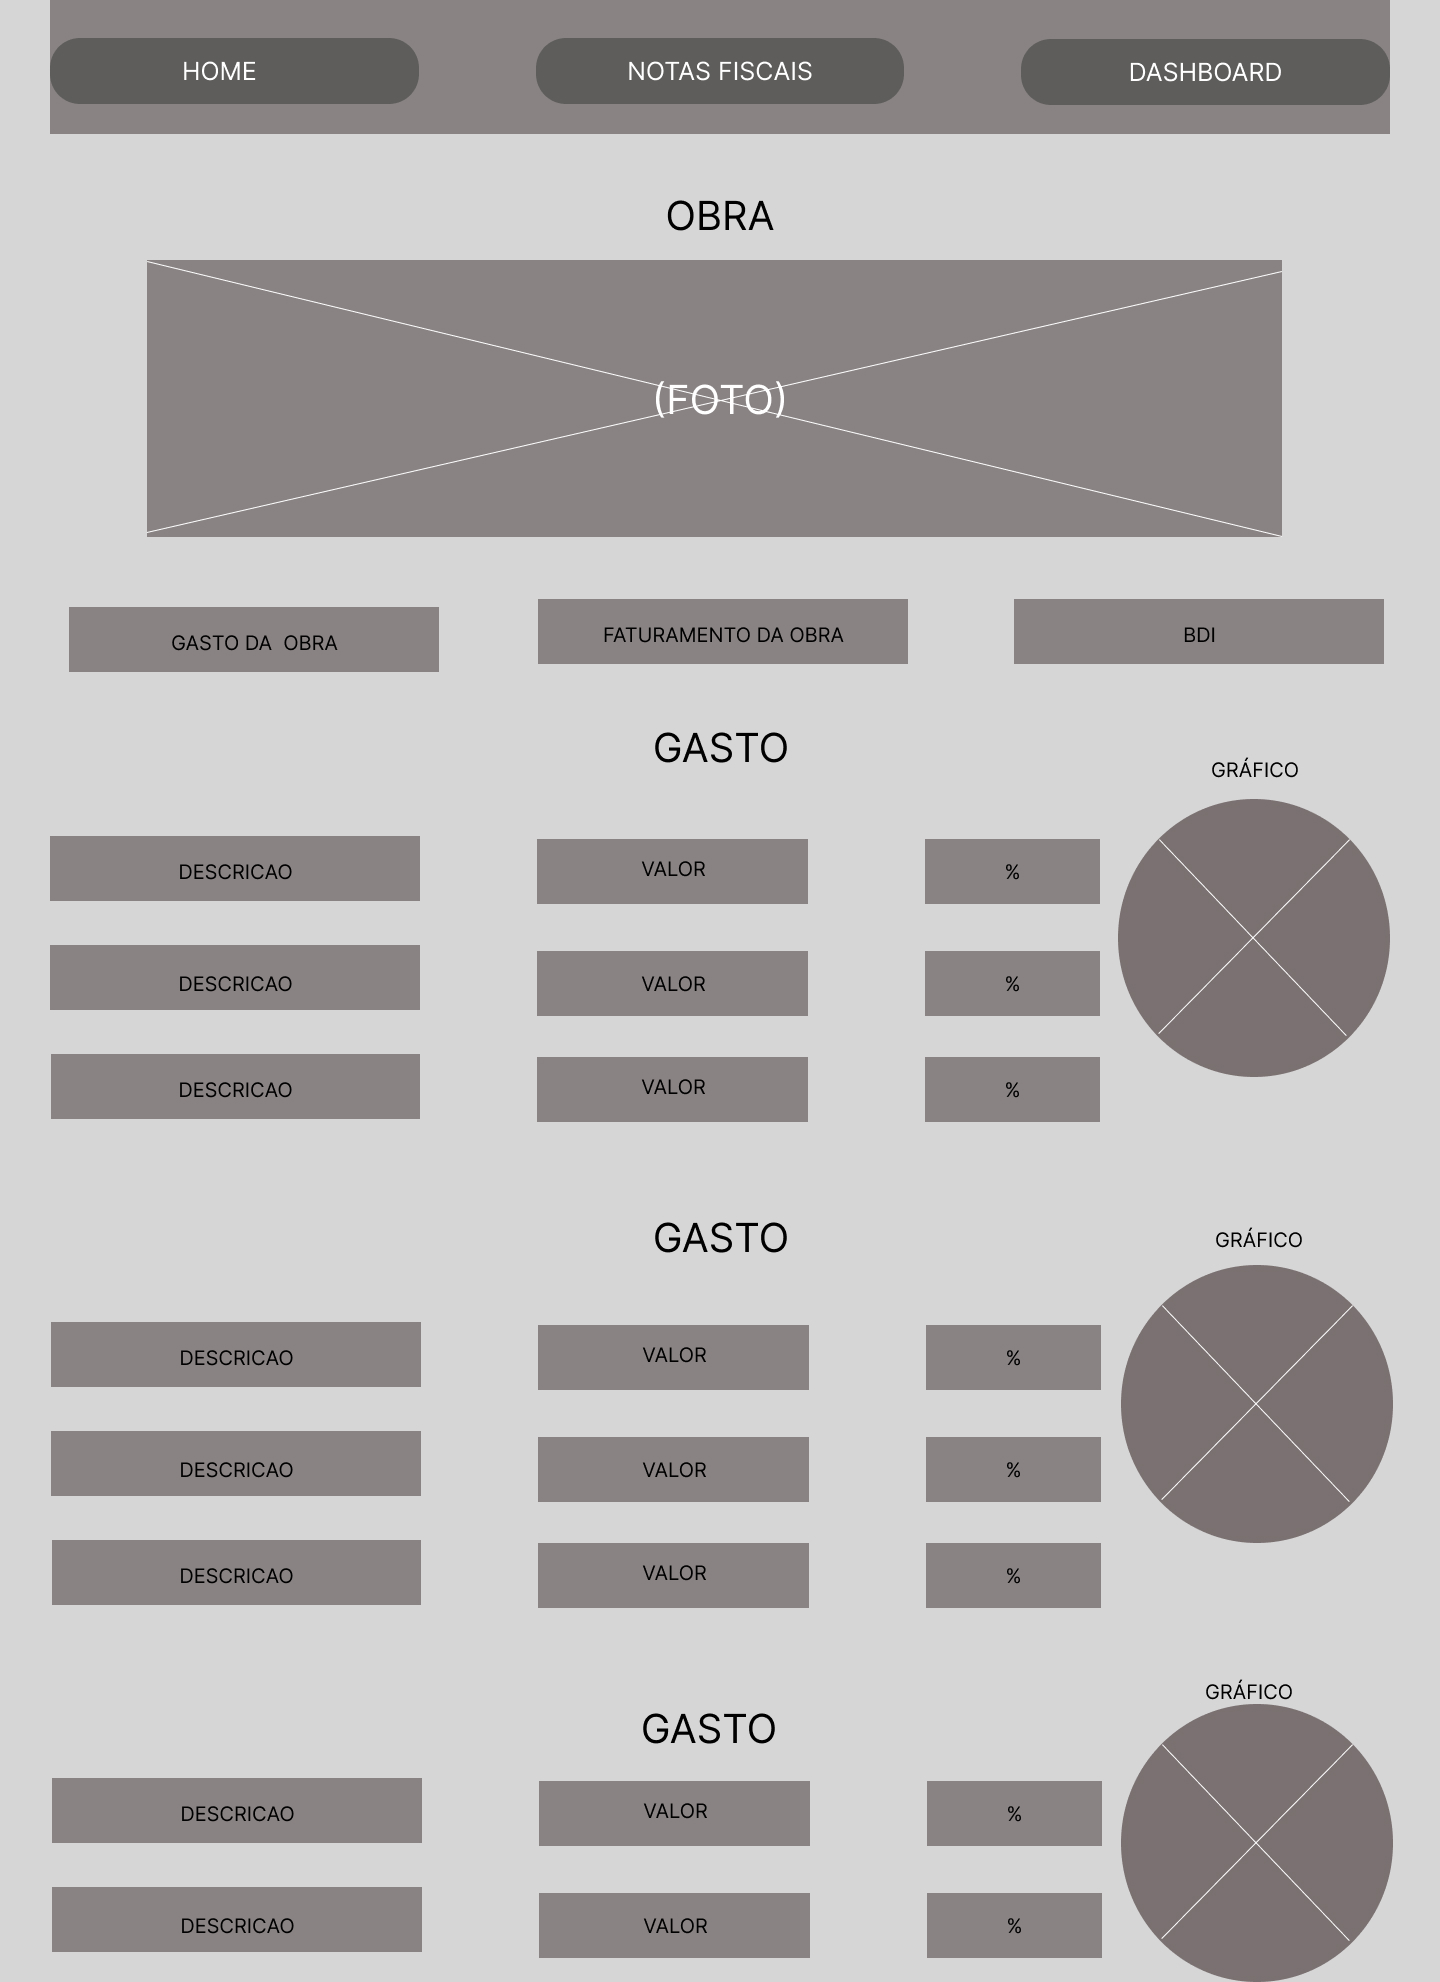 HOME
NOTAS FISCAIS
DASHBOARD
OBRA
(FOTO)
GASTO DA  OBRA
FATURAMENTO DA OBRA
BDI
GASTO
GRÁFICO
DESCRICAO
VALOR
%
DESCRICAO
VALOR
%
DESCRICAO
VALOR
%
GASTO
GRÁFICO
DESCRICAO
VALOR
%
DESCRICAO
VALOR
%
DESCRICAO
VALOR
%
GRÁFICO
GASTO
DESCRICAO
VALOR
%
DESCRICAO
VALOR
%